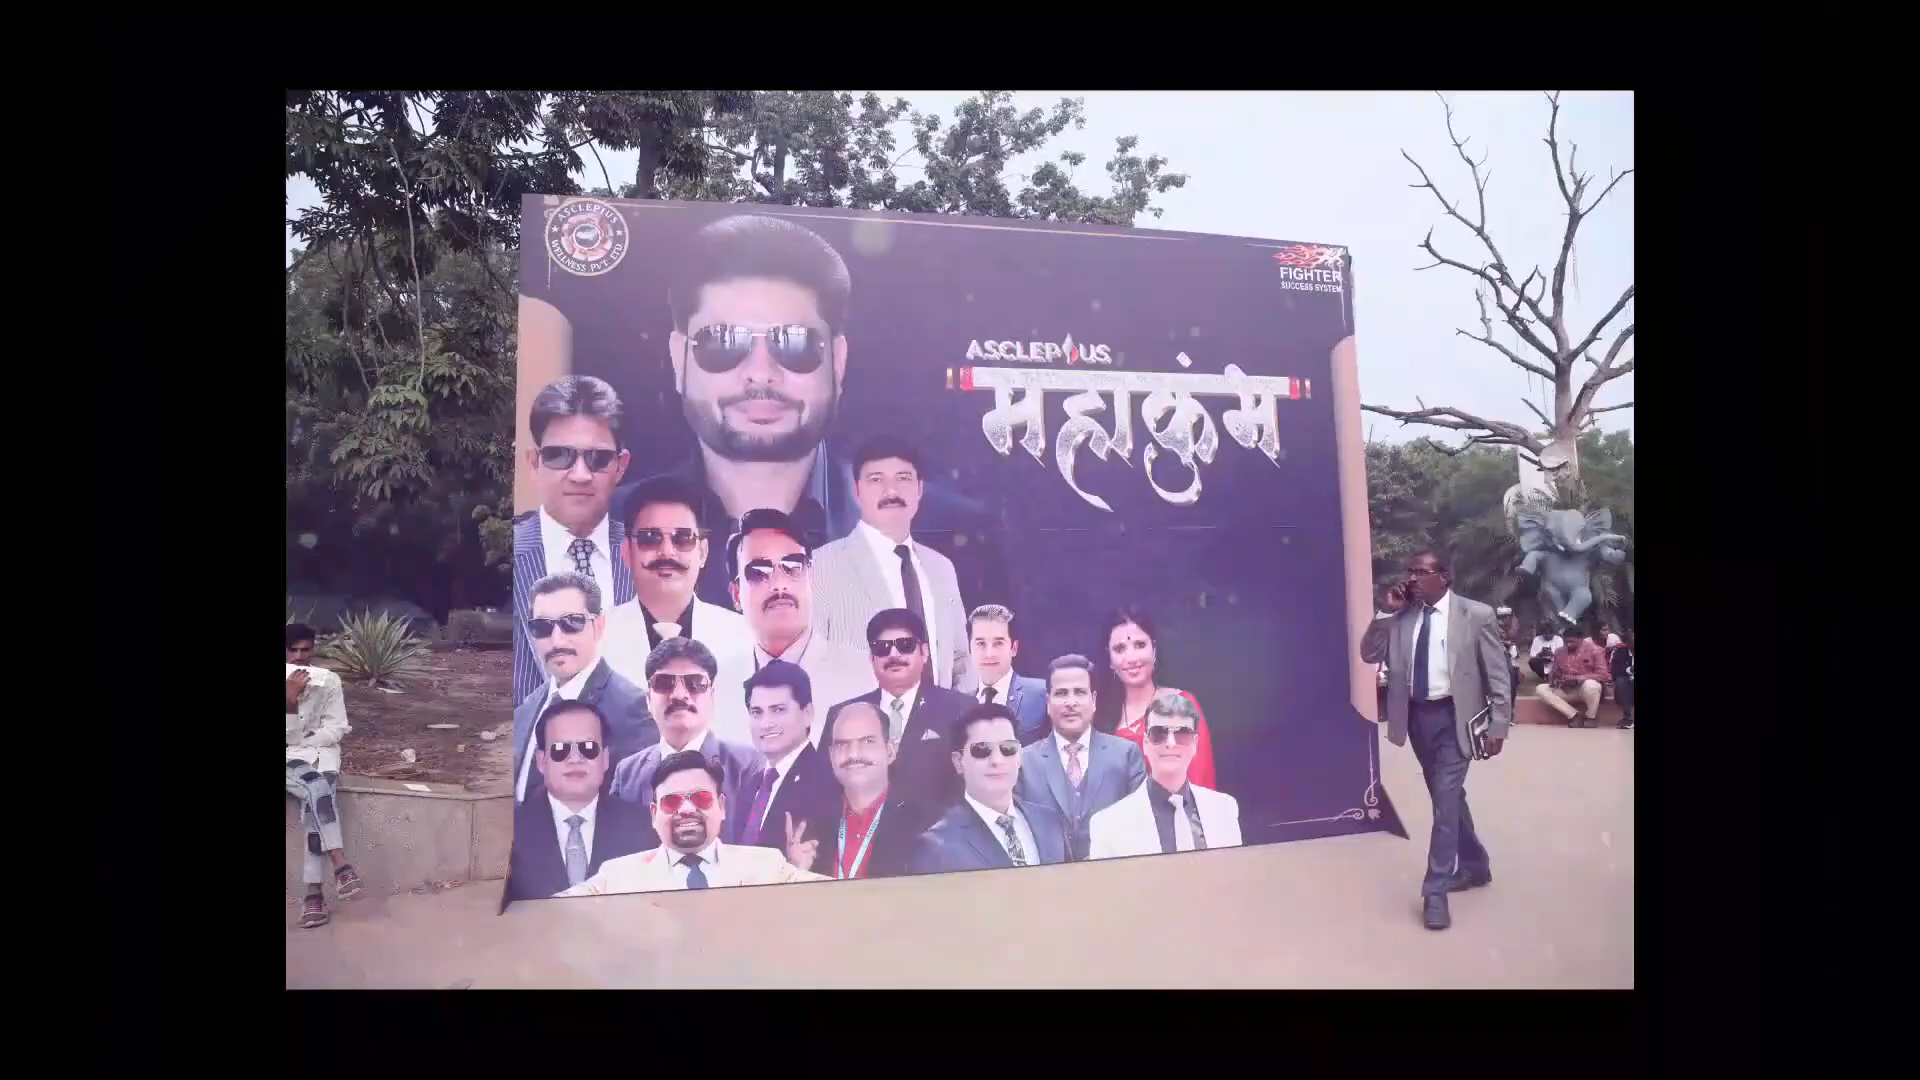 ASCLEPIUS
WELLNESS PVT. LTD.
FIGHTER
SUCCESS SYSTEM
ASCLEPIUS
महाकुंभ